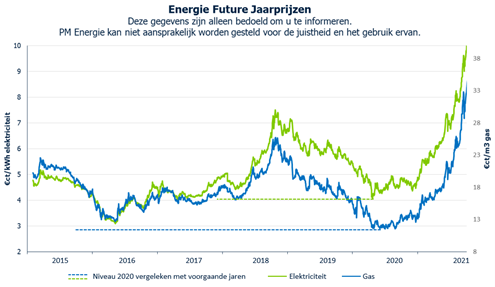 Energie Future Jaarprijzen
Deze gegevens zijn alleen bedoeld om u te informeren.
PM Energie kan niet aansprakelijk worden gesteld voor de juistheid en het gebruik ervan.
€ct/kWh elektriciteit
10
9
8
7
6
5
4
3
2
38
33
28
23
18
13
8
€ct/m3 gas
2015 2016 2017 2018 2019 2020 2021
Niveau 2020 vergeleken met voorgaande jaren Elektriciteit Gas